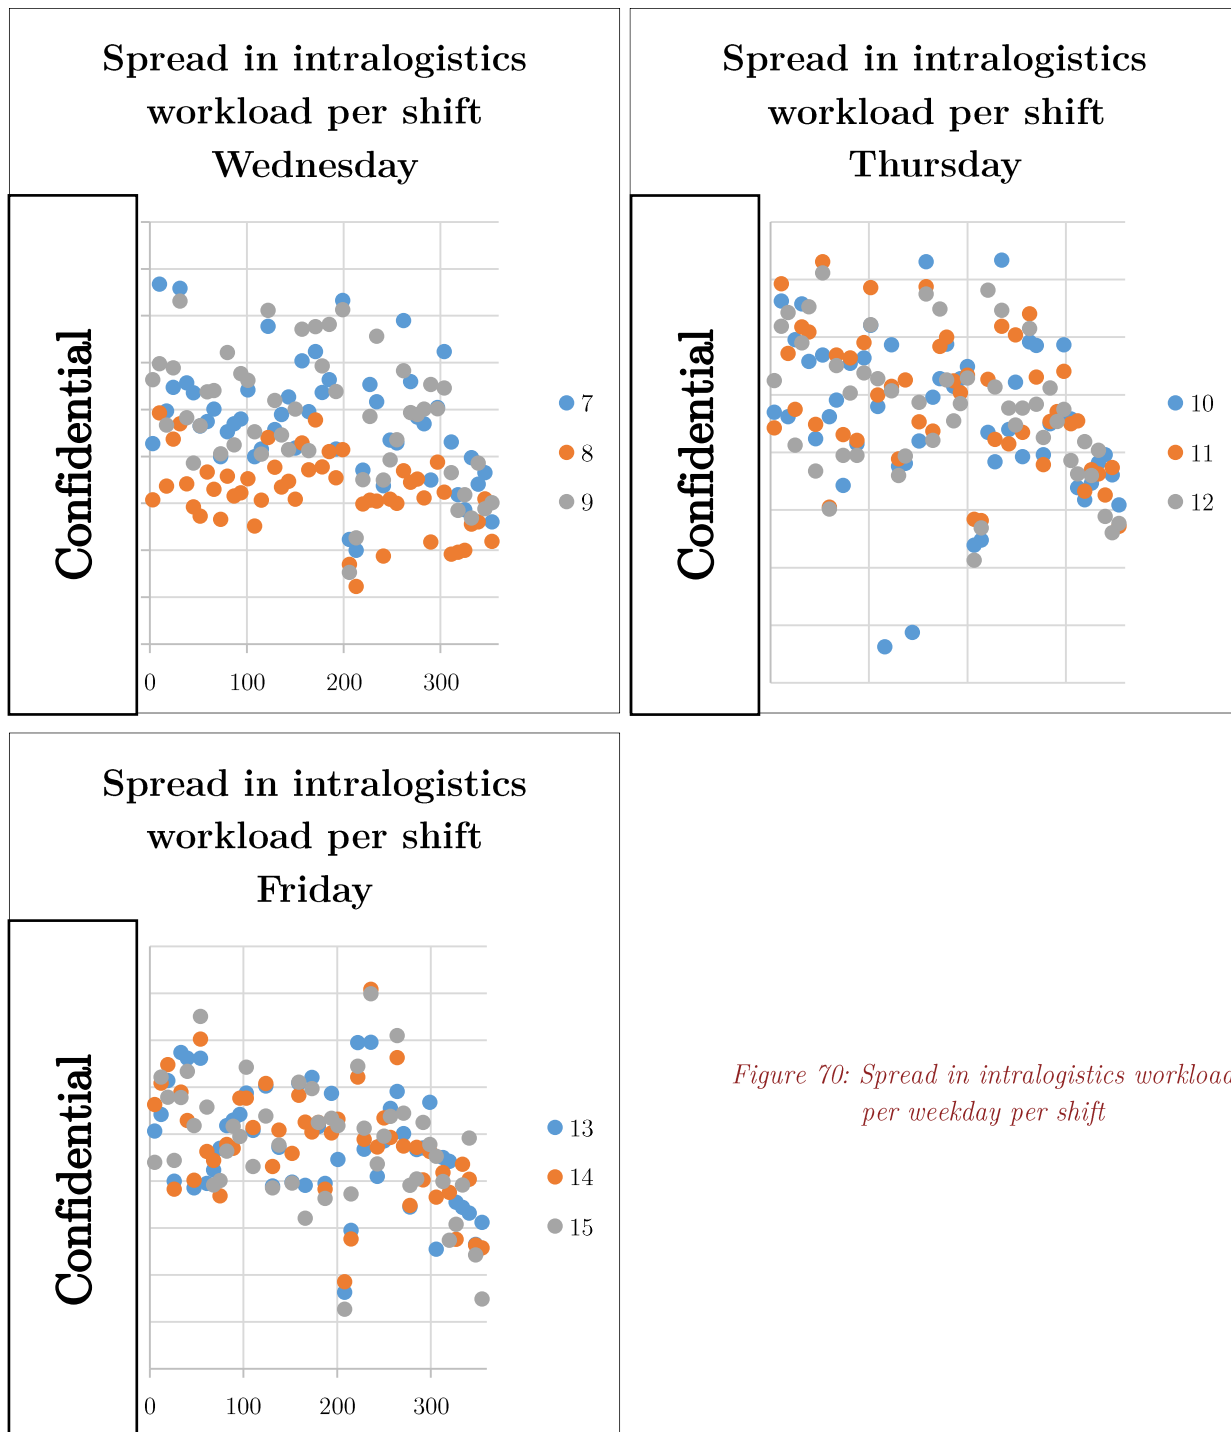 Spread in intralogistics
workload per shift
Wednesday
Confidential
7
8
9
0 100 200 300
Spread in intralogistics
workload per shift
Thursday
Confidential
10
11
12
Spread in intralogistics
workload per shift
Friday
Confidential
13
14
15
0 100 200 300
Figure 70: Spread in intralogistics workload
per weekday per shift